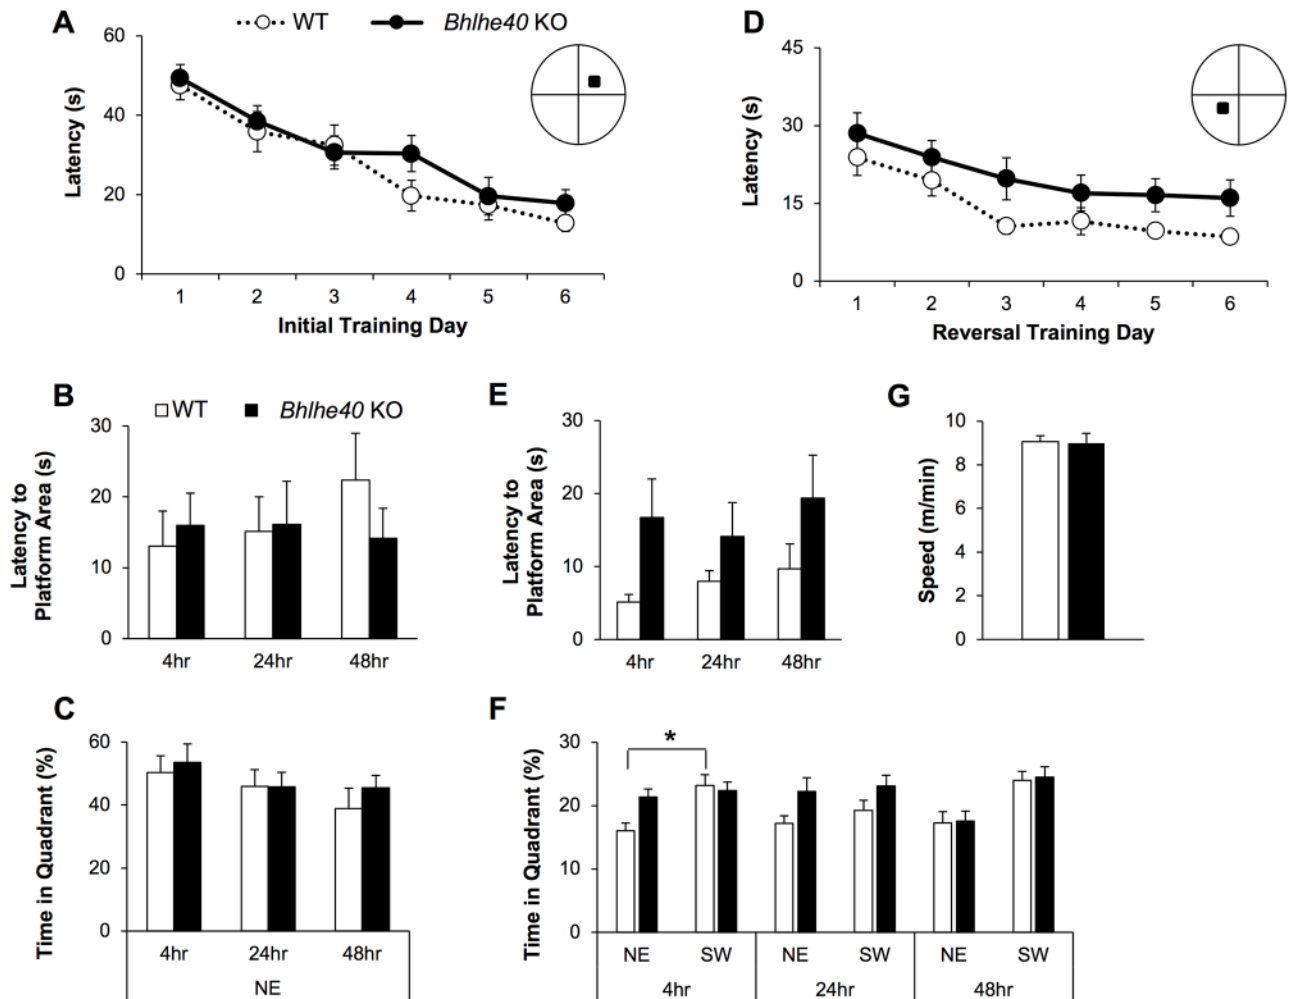 A
WT
Bhlhe40 KO
Latency (s)
60
40
20
0
1 2 3 4 5 6
Initial Training Day
D
Latency (s)
45
30
15
0
1 2 3 4 5 6
Reversal Training Day
B
WT
Bhlhe40 KO
Latency to
Platform Area (s)
30
20
10
0
4hr 24hr 48hr
E
Latency to
Platform Area (s)
30
20
10
0
4hr 24hr 48hr
G
Speed (m/min)
10
8
6
4
2
0
C
Time in Quadrant (%)
60
40
20
0
4hr 24hr 48hr
NE
F
Time in Quadrant (%)
30
20
10
0
*
NE SW NE SW NE SW
4hr 24hr 48hr